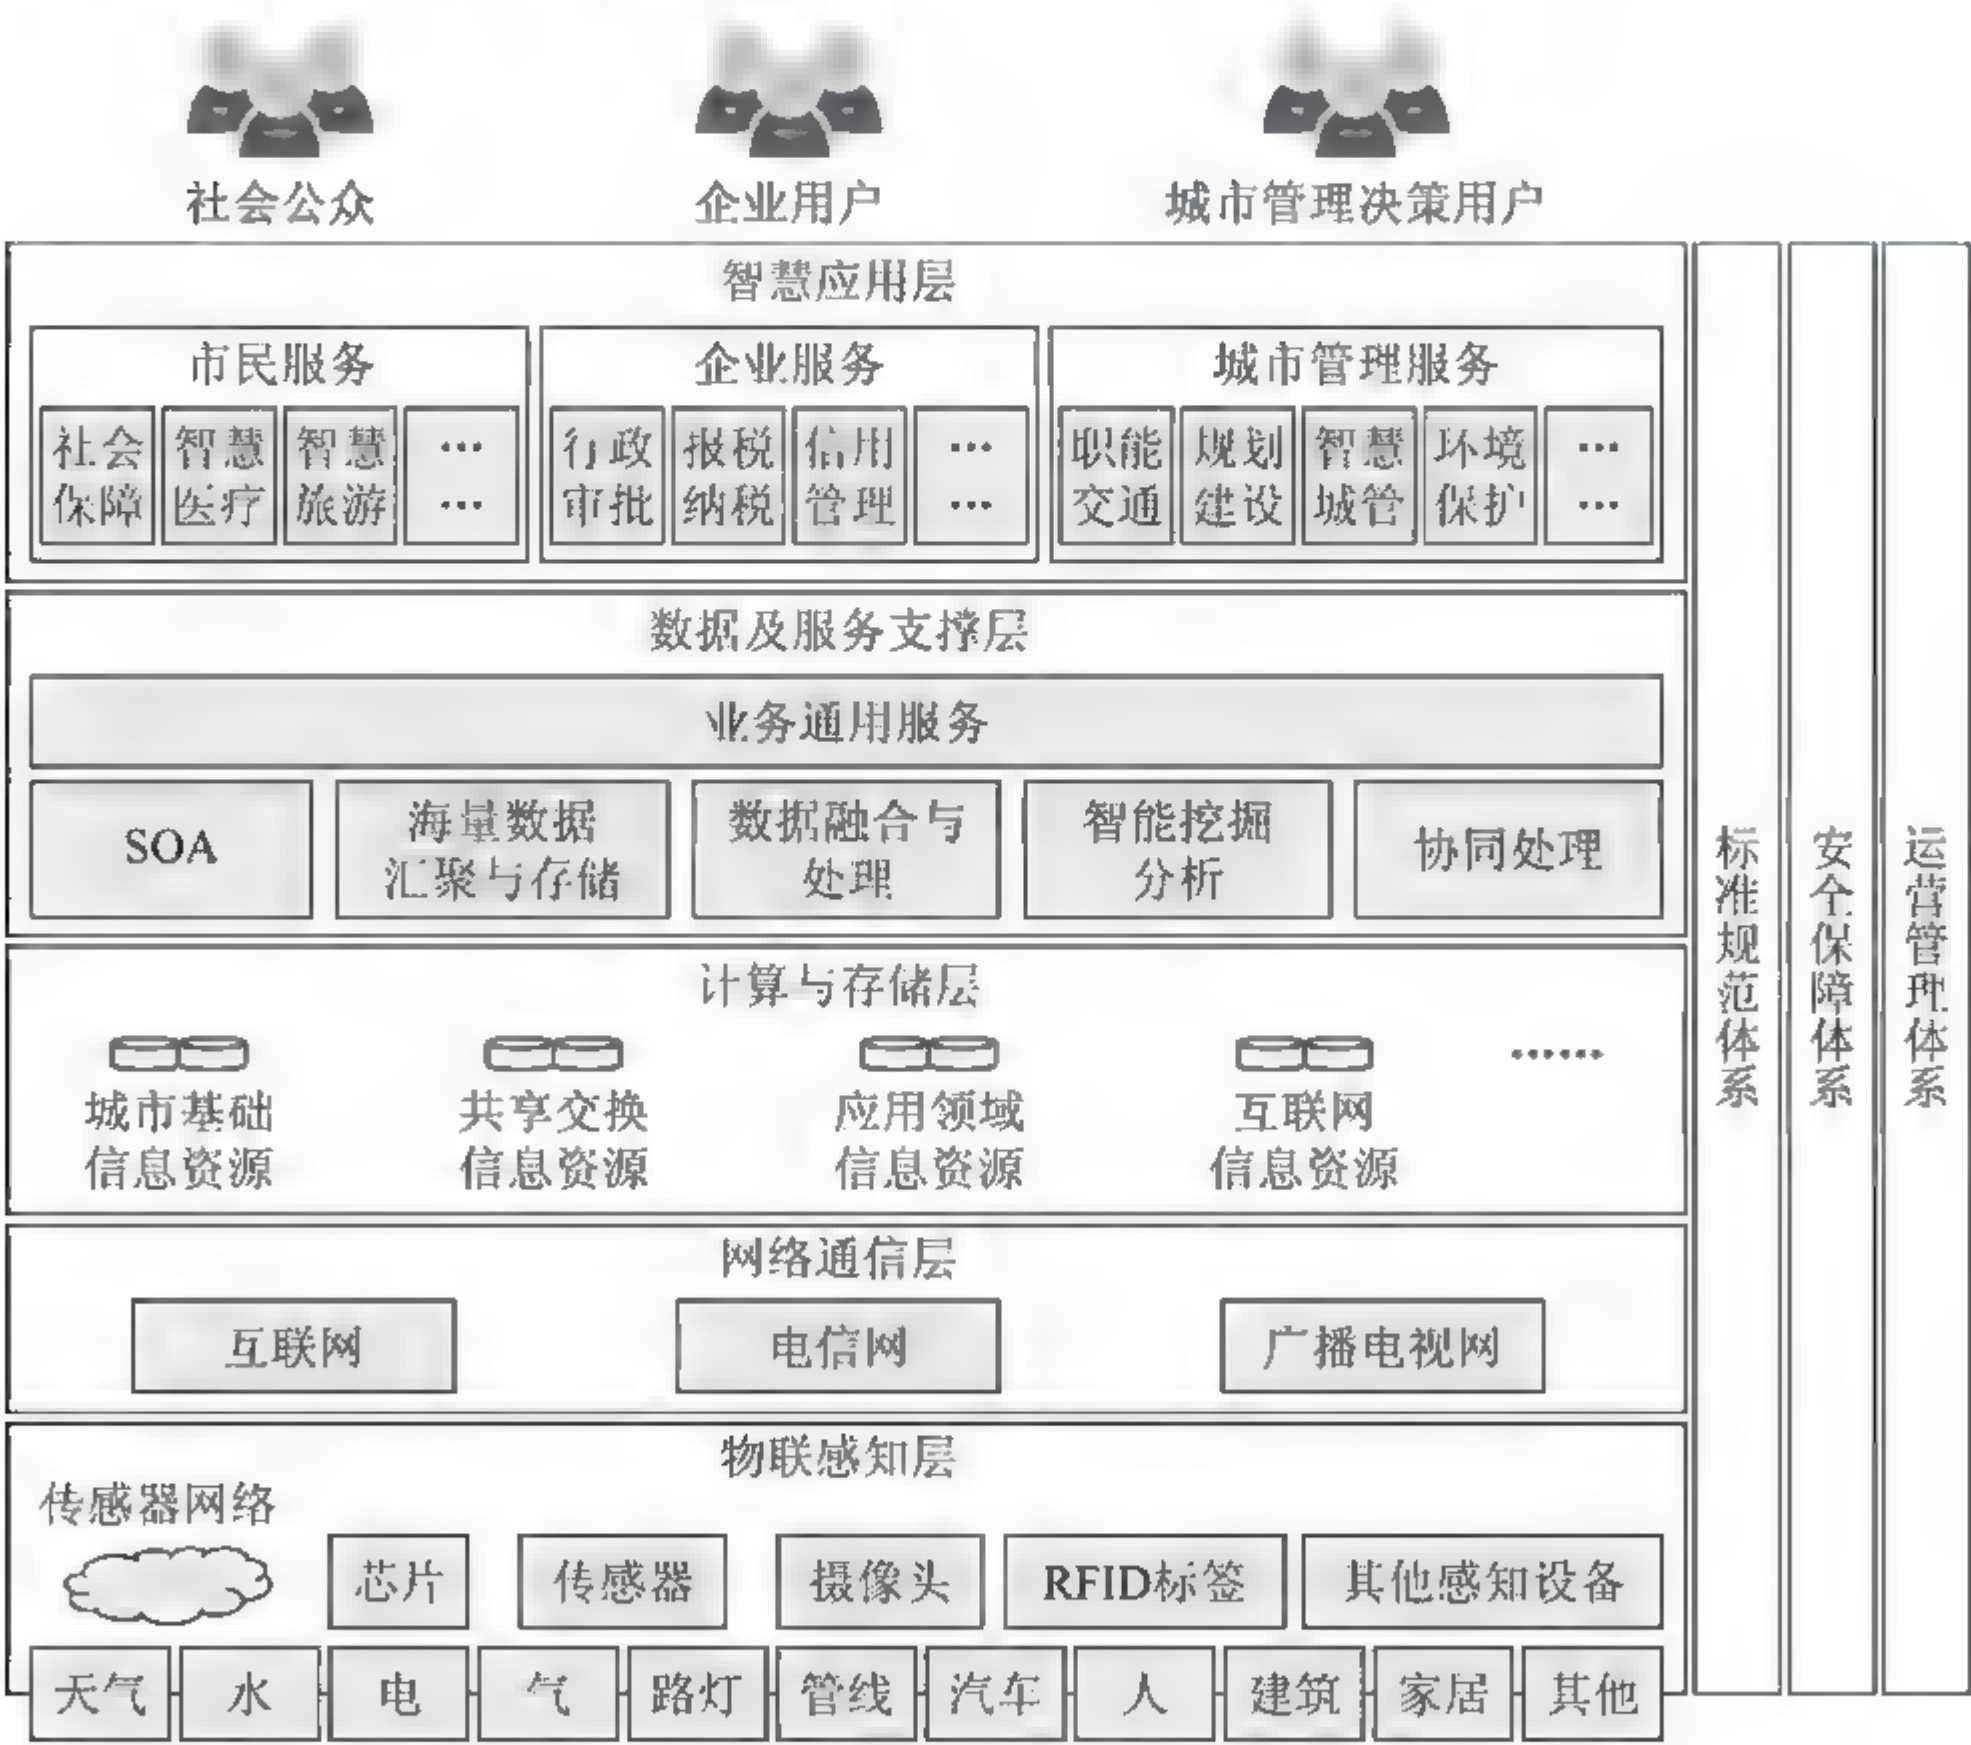 社会公众
企业用户
城市管理决策用户
智慧应用层
市民服务
企业服务
城市管理服务
社会保障
智慧医疗
智慧旅游
……
行政审批
报税纳税
信用管理
……
职能交通
规划建设
智慧城管
环境保护
……
数据及服务支撑层
业务通用服务
SOA
海量数据
汇聚与存储
数据融合与
处理
智能挖掘
分析
协同处理
计算与存储层
城市基础
信息资源
共享交换
信息资源
应用领域
信息资源
互联网
信息资源
……
网络通信层
互联网
电信网
广播电视网
物联感知层
传感器网络
芯片
传感器
摄像头
RFID标签
其他感知设备
天气
水
电
气
路灯
管线
汽车
人
建筑
家居
其他
标准规范体系
安全保障体系
运营管理体系